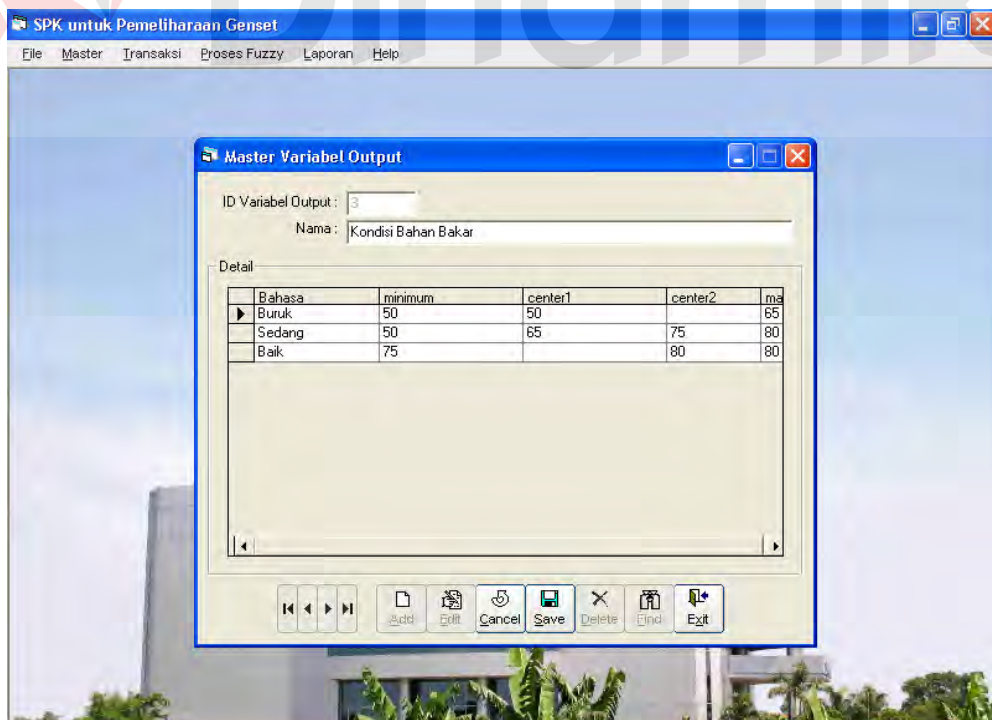 SPK untuk Pemeliharaan Genset
File Master Transaksi Proses Fuzzy Laporan Help
Master Variabel Output
ID Variabel Output : 3
Nama : Kondisi Bahan Bakar
Detail
Bahasa minimum center1 center2 ma
Buruk 50 50 65
Sedang 50 65 75 80
Baik 75 80 80
Add Edit Cancel Save Delete Find Exit